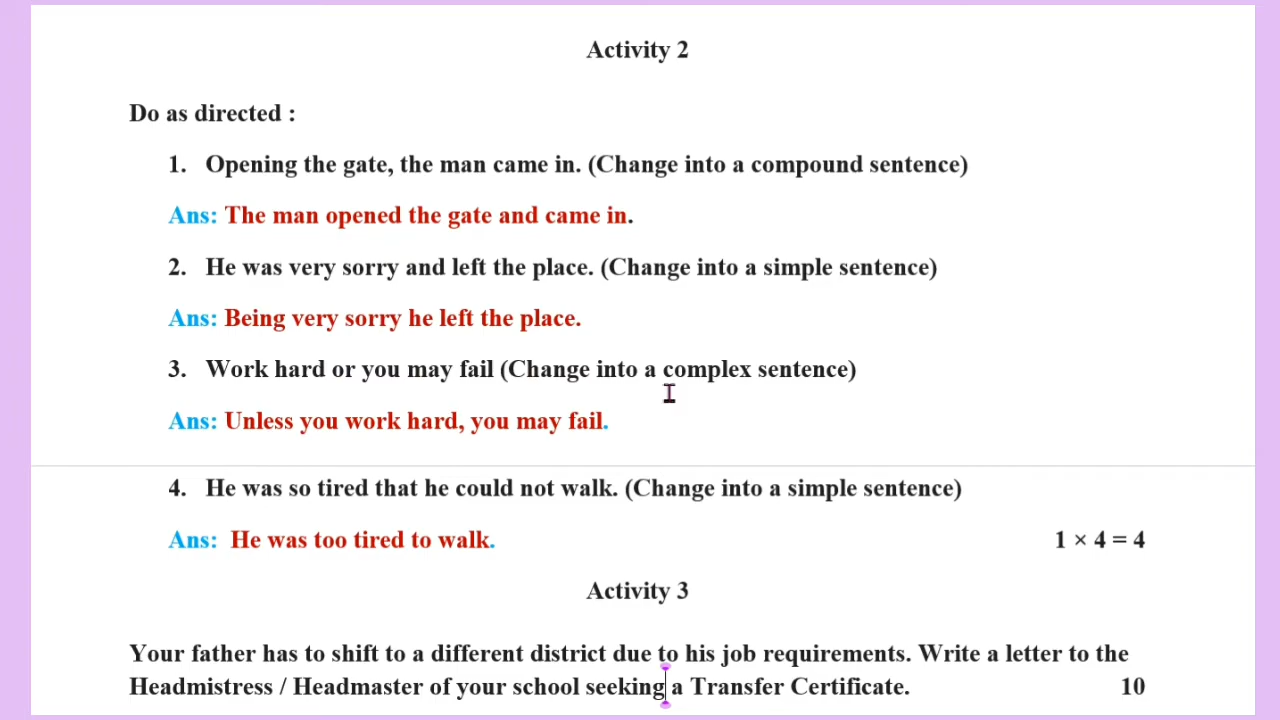 Activity 2
Do as directed :
1. Opening the gate, the man came in. (Change into a compound sentence)
Ans: The man opened the gate and came in.
2. He was very sorry and left the place. (Change into a simple sentence)
Ans: Being very sorry he left the place.
3. Work hard or you may fail (Change into a complex sentence)
Ans: Unless you work hard, you may fail.
4. He was so tired that he could not walk. (Change into a simple sentence)
Ans: He was too tired to walk. 1 × 4 = 4
Activity 3
Your father has to shift to a different district due to his job requirements. Write a letter to the
Headmistress / Headmaster of your school seeking a Transfer Certificate. 10